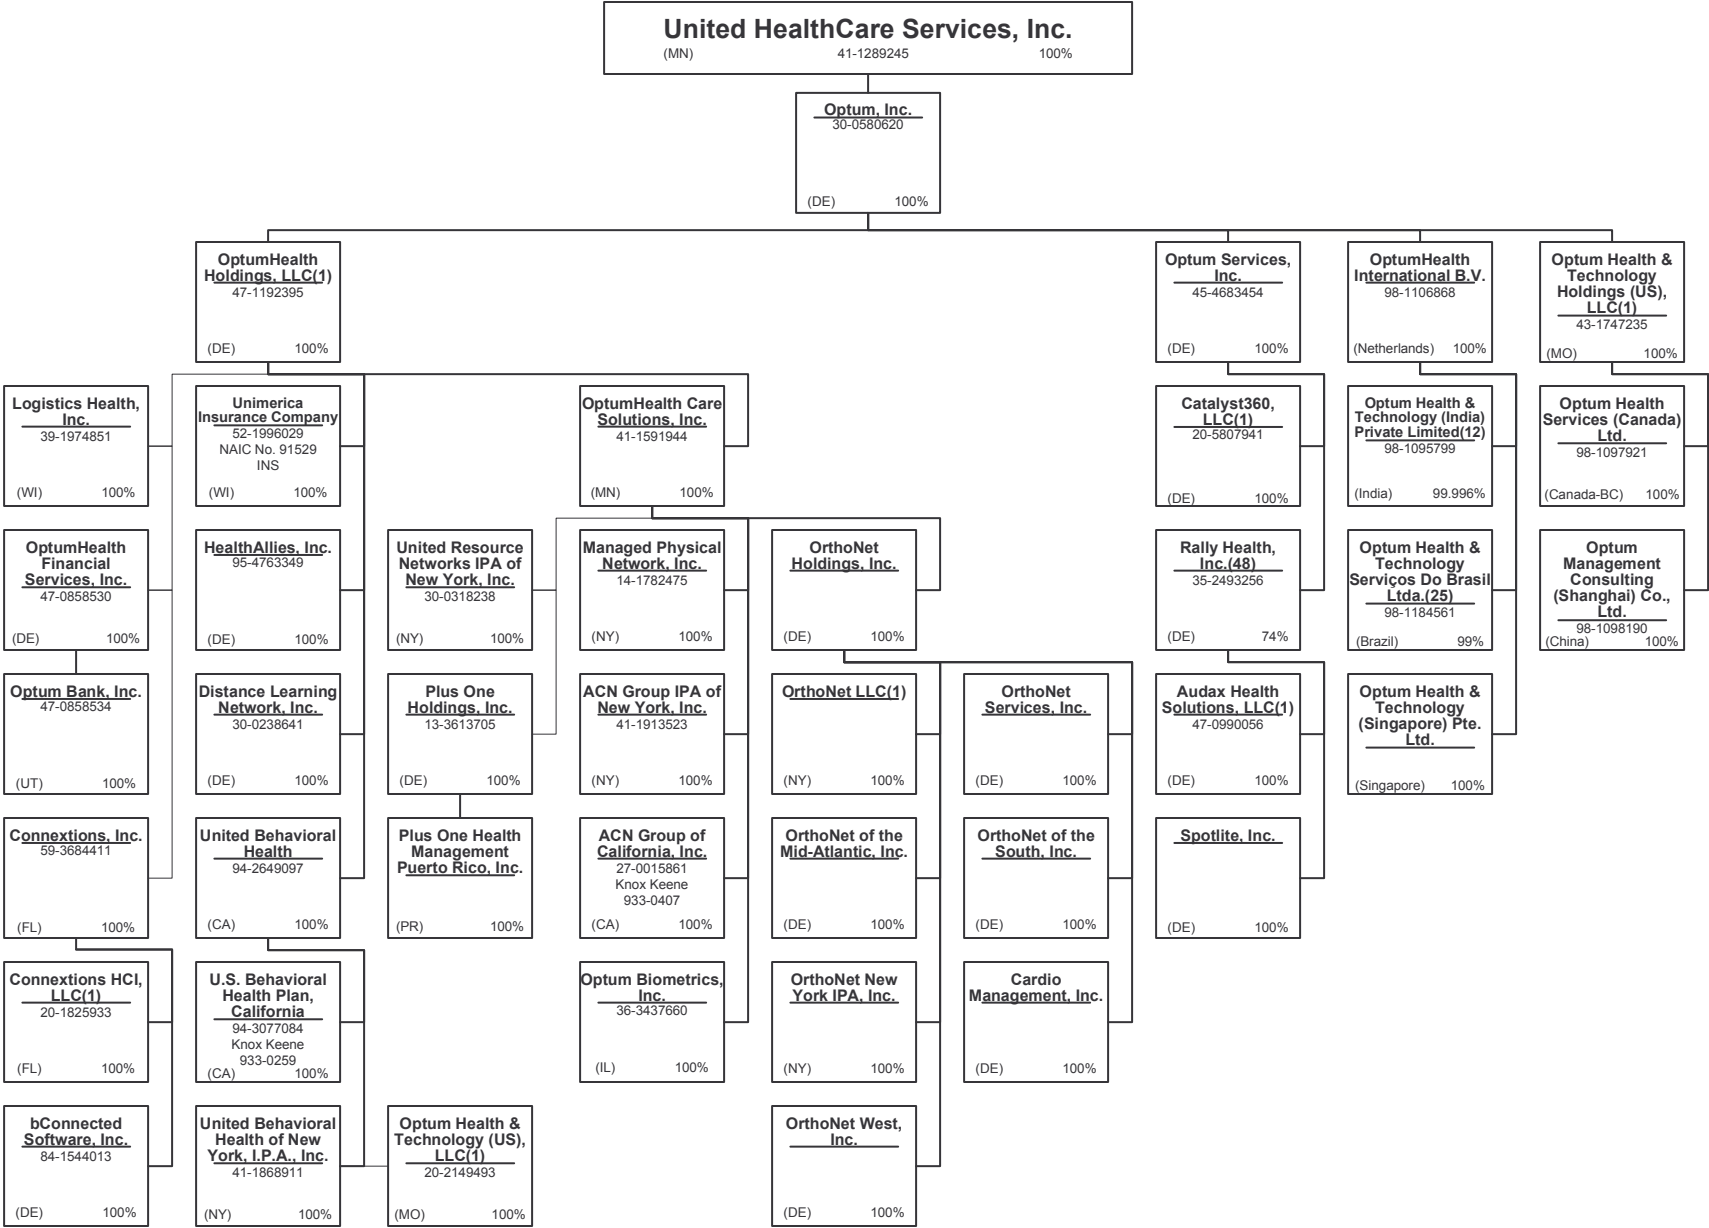 United HealthCare Services, Inc.
(MN) 41-1289245 100%
Optum, Inc.
30-0580620
(DE) 100%
OptumHealth
Holdings, LLC(1)
47-1192395
(DE) 100%
Optum Services,
Inc.
45-4683454
(DE) 100%
OptumHealth
International B.V.
98-1106868
(Netherlands) 100%
Optum Health &
Technology
Holdings (US),
LLC(1)
43-1747235
(MO) 100%
Logistics Health,
Inc.
39-1974851
(WI) 100%
Unimerica
Insurance Company
52-1996029
NAIC No. 91529
INS
(WI) 100%
OptumHealth Care
Solutions, Inc.
41-1591944
(MN) 100%
Catalyst360,
LLC(1)
20-5807941
(DE) 100%
Optum Health &
Technology (India)
Private Limited(12)
98-1095799
(India) 99.996%
Optum Health
Services (Canada)
Ltd.
98-1097921
(Canada-BC) 100%
OptumHealth
Financial
Services, Inc.
47-0858530
(DE) 100%
HealthAllies, Inc.
95-4763349
(DE) 100%
United Resource
Networks IPA of
New York, Inc.
30-0318238
(NY) 100%
Managed Physical
Network, Inc.
14-1782475
(NY) 100%
OrthoNet
Holdings, Inc.
(DE) 100%
Rally Health,
Inc.(48)
35-2493256
(DE) 74%
Optum Health &
Technology
Serviços Do Brasil
Ltda.(25)
98-1184561
(Brazil) 99%
Optum
Management
Consulting
(Shanghai) Co.,
Ltd.
98-1098190
(China) 100%
Optum Bank, Inc.
47-0858534
(UT) 100%
Distance Learning
Network, Inc.
30-0238641
(DE) 100%
Plus One
Holdings, Inc.
13-3613705
(DE) 100%
ACN Group IPA of
New York, Inc.
41-1913523
(NY) 100%
OrthoNet LLC(1)
(NY) 100%
OrthoNet
Services, Inc.
(DE) 100%
Audax Health
Solutions, LLC(1)
47-0990056
(DE) 100%
Optum Health &
Technology
(Singapore) Pte.
Ltd.
(Singapore) 100%
Connextions, Inc.
59-3684411
(FL) 100%
United Behavioral
Health
94-2649097
(CA) 100%
Plus One Health
Management
Puerto Rico, Inc.
(PR) 100%
ACN Group of
California, Inc.
27-0015861
Knox Keene
933-0407
(CA) 100%
OrthoNet of the
Mid-Atlantic, Inc.
(DE) 100%
OrthoNet of the
South, Inc.
(DE) 100%
Spotlite, Inc.
(DE) 100%
Connextions HCI,
LLC(1)
20-1825933
(FL) 100%
U.S. Behavioral
Health Plan,
California
94-3077084
Knox Keene
933-0259
(CA) 100%
Optum Biometrics,
Inc.
36-3437660
(IL) 100%
OrthoNet New
York IPA, Inc.
(NY) 100%
Cardio
Management, Inc.
(DE) 100%
bConnected
Software, Inc.
84-1544013
(DE) 100%
United Behavioral
Health of New
York, I.P.A., Inc.
41-1868911
(NY) 100%
Optum Health &
Technology (US),
LLC(1)
20-2149493
(MO) 100%
OrthoNet West,
Inc.
(DE) 100%